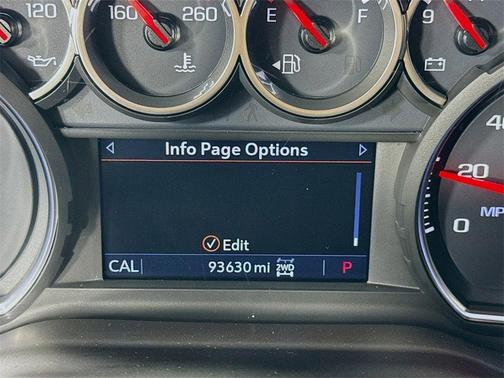 120 160 260 E F 9
Info Page Options
40
20
Edit
0
MP
CAL 93630 mi 2WD P